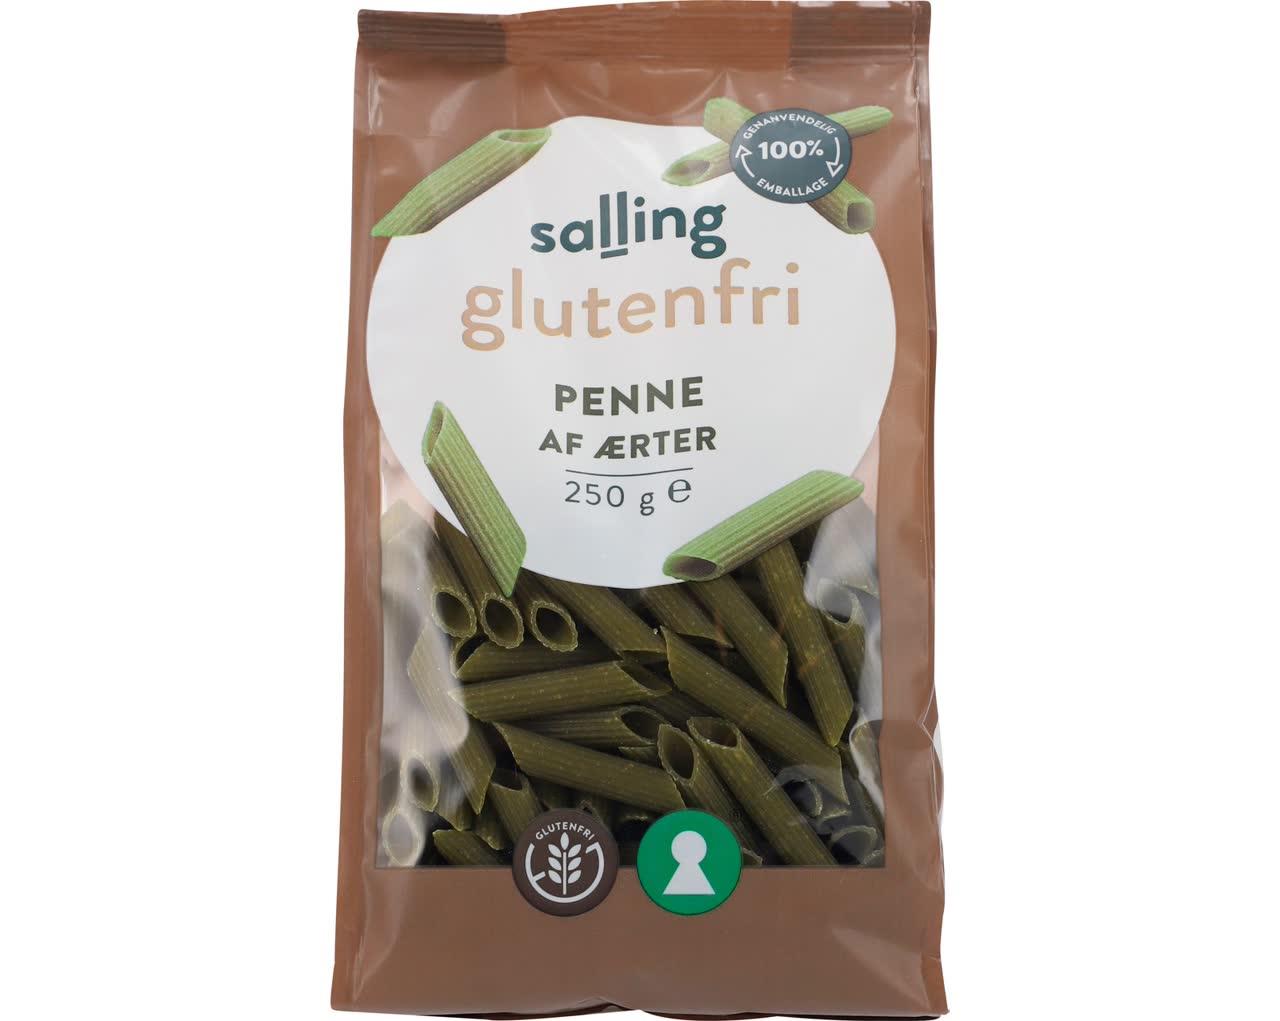 GENANVENDELIG
100%
EMBALLAGE
salling
glutenfri
PENNE
AF ÆRTER
250 g ℮
GLUTENFRI